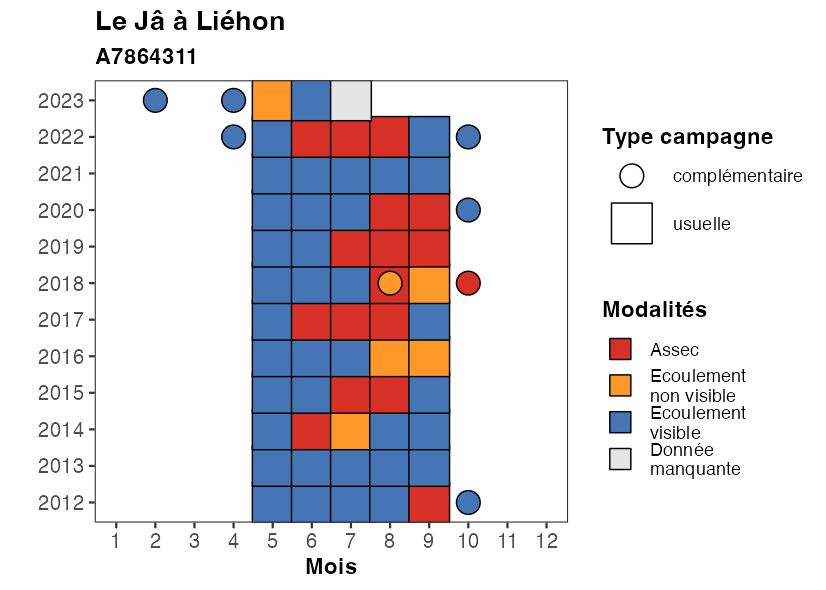 Le Jâ à Liéhon
A7864311
2023
2022
2021
2020
2019
2018
2017
2016
2015
2014
2013
2012
1 2 3 4 5 6 7 8 9 10 11 12
Mois
Type campagne
complémentaire
usuelle
Modalités
Assec
Ecoulement
non visible
Ecoulement
visible
Donnée
manquante